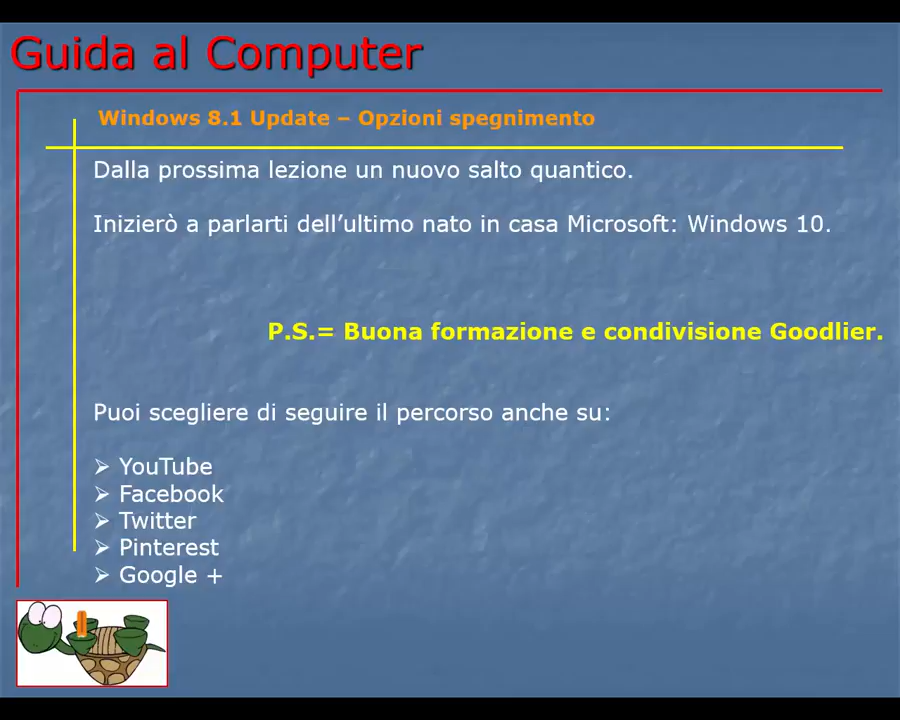 Guida al Computer
Windows 8.1 Update – Opzioni spegnimento
Dalla prossima lezione un nuovo salto quantico.
Inizierò a parlarti dell’ultimo nato in casa Microsoft: Windows 10.
P.S.= Buona formazione e condivisione Goodlier.
Puoi scegliere di seguire il percorso anche su:
➢ YouTube
➢ Facebook
➢ Twitter
➢ Pinterest
➢ Google +